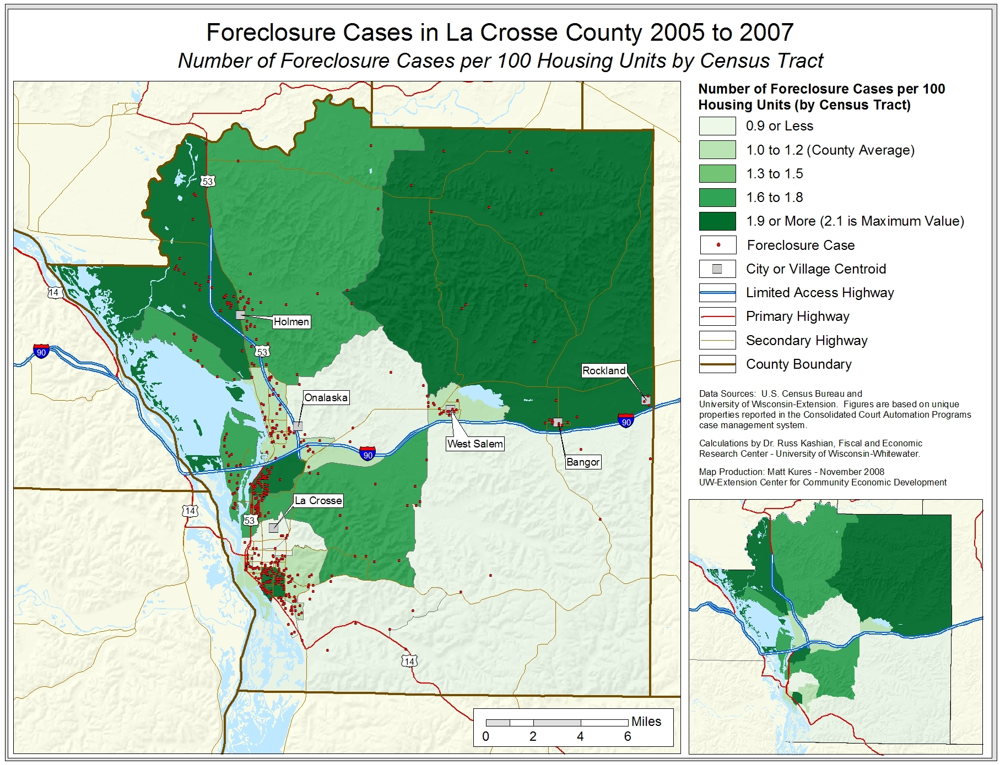 Foreclosure Cases in La Crosse County 2005 to 2007
Number of Foreclosure Cases per 100 Housing Units by Census Tract
53
14
90
Holmen
53
Rockland
Onalaska
90
West Salem
90
Bangor
La Crosse
14
53
14
Miles
0 2 4 6
Number of Foreclosure Cases per 100
Housing Units (by Census Tract)
0.9 or Less
1.0 to 1.2 (County Average)
1.3 to 1.5
1.6 to 1.8
1.9 or More (2.1 is Maximum Value)
Foreclosure Case
City or Village Centroid
Limited Access Highway
Primary Highway
Secondary Highway
County Boundary
Data Sources: U.S. Census Bureau and
University of Wisconsin-Extension. Figures are based on unique
properties reported in the Consolidated Court Automation Programs
case management system.
Calculations by Dr. Russ Kashian, Fiscal and Economic
Research Center - University of Wisconsin-Whitewater.
Map Production: Matt Kures - November 2008
UW-Extension Center for Community Economic Development